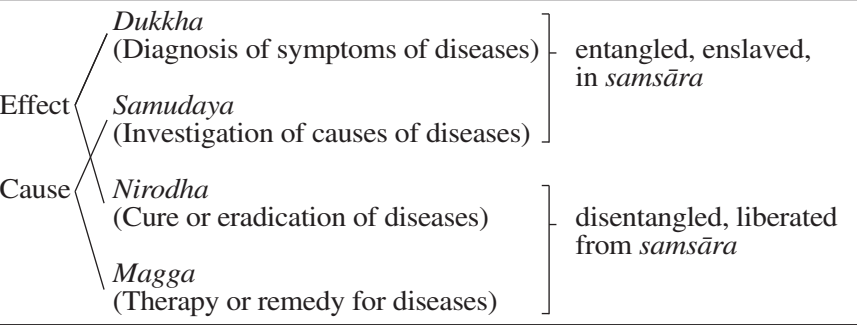 Dukkha
(Diagnosis of symptoms of diseases)
entangled, enslaved,
in samsāra
Effect
Samudaya
(Investigation of causes of diseases)
Cause
Nirodha
(Cure or eradication of diseases)
disentangled, liberated
from samsāra
Magga
(Therapy or remedy for diseases)